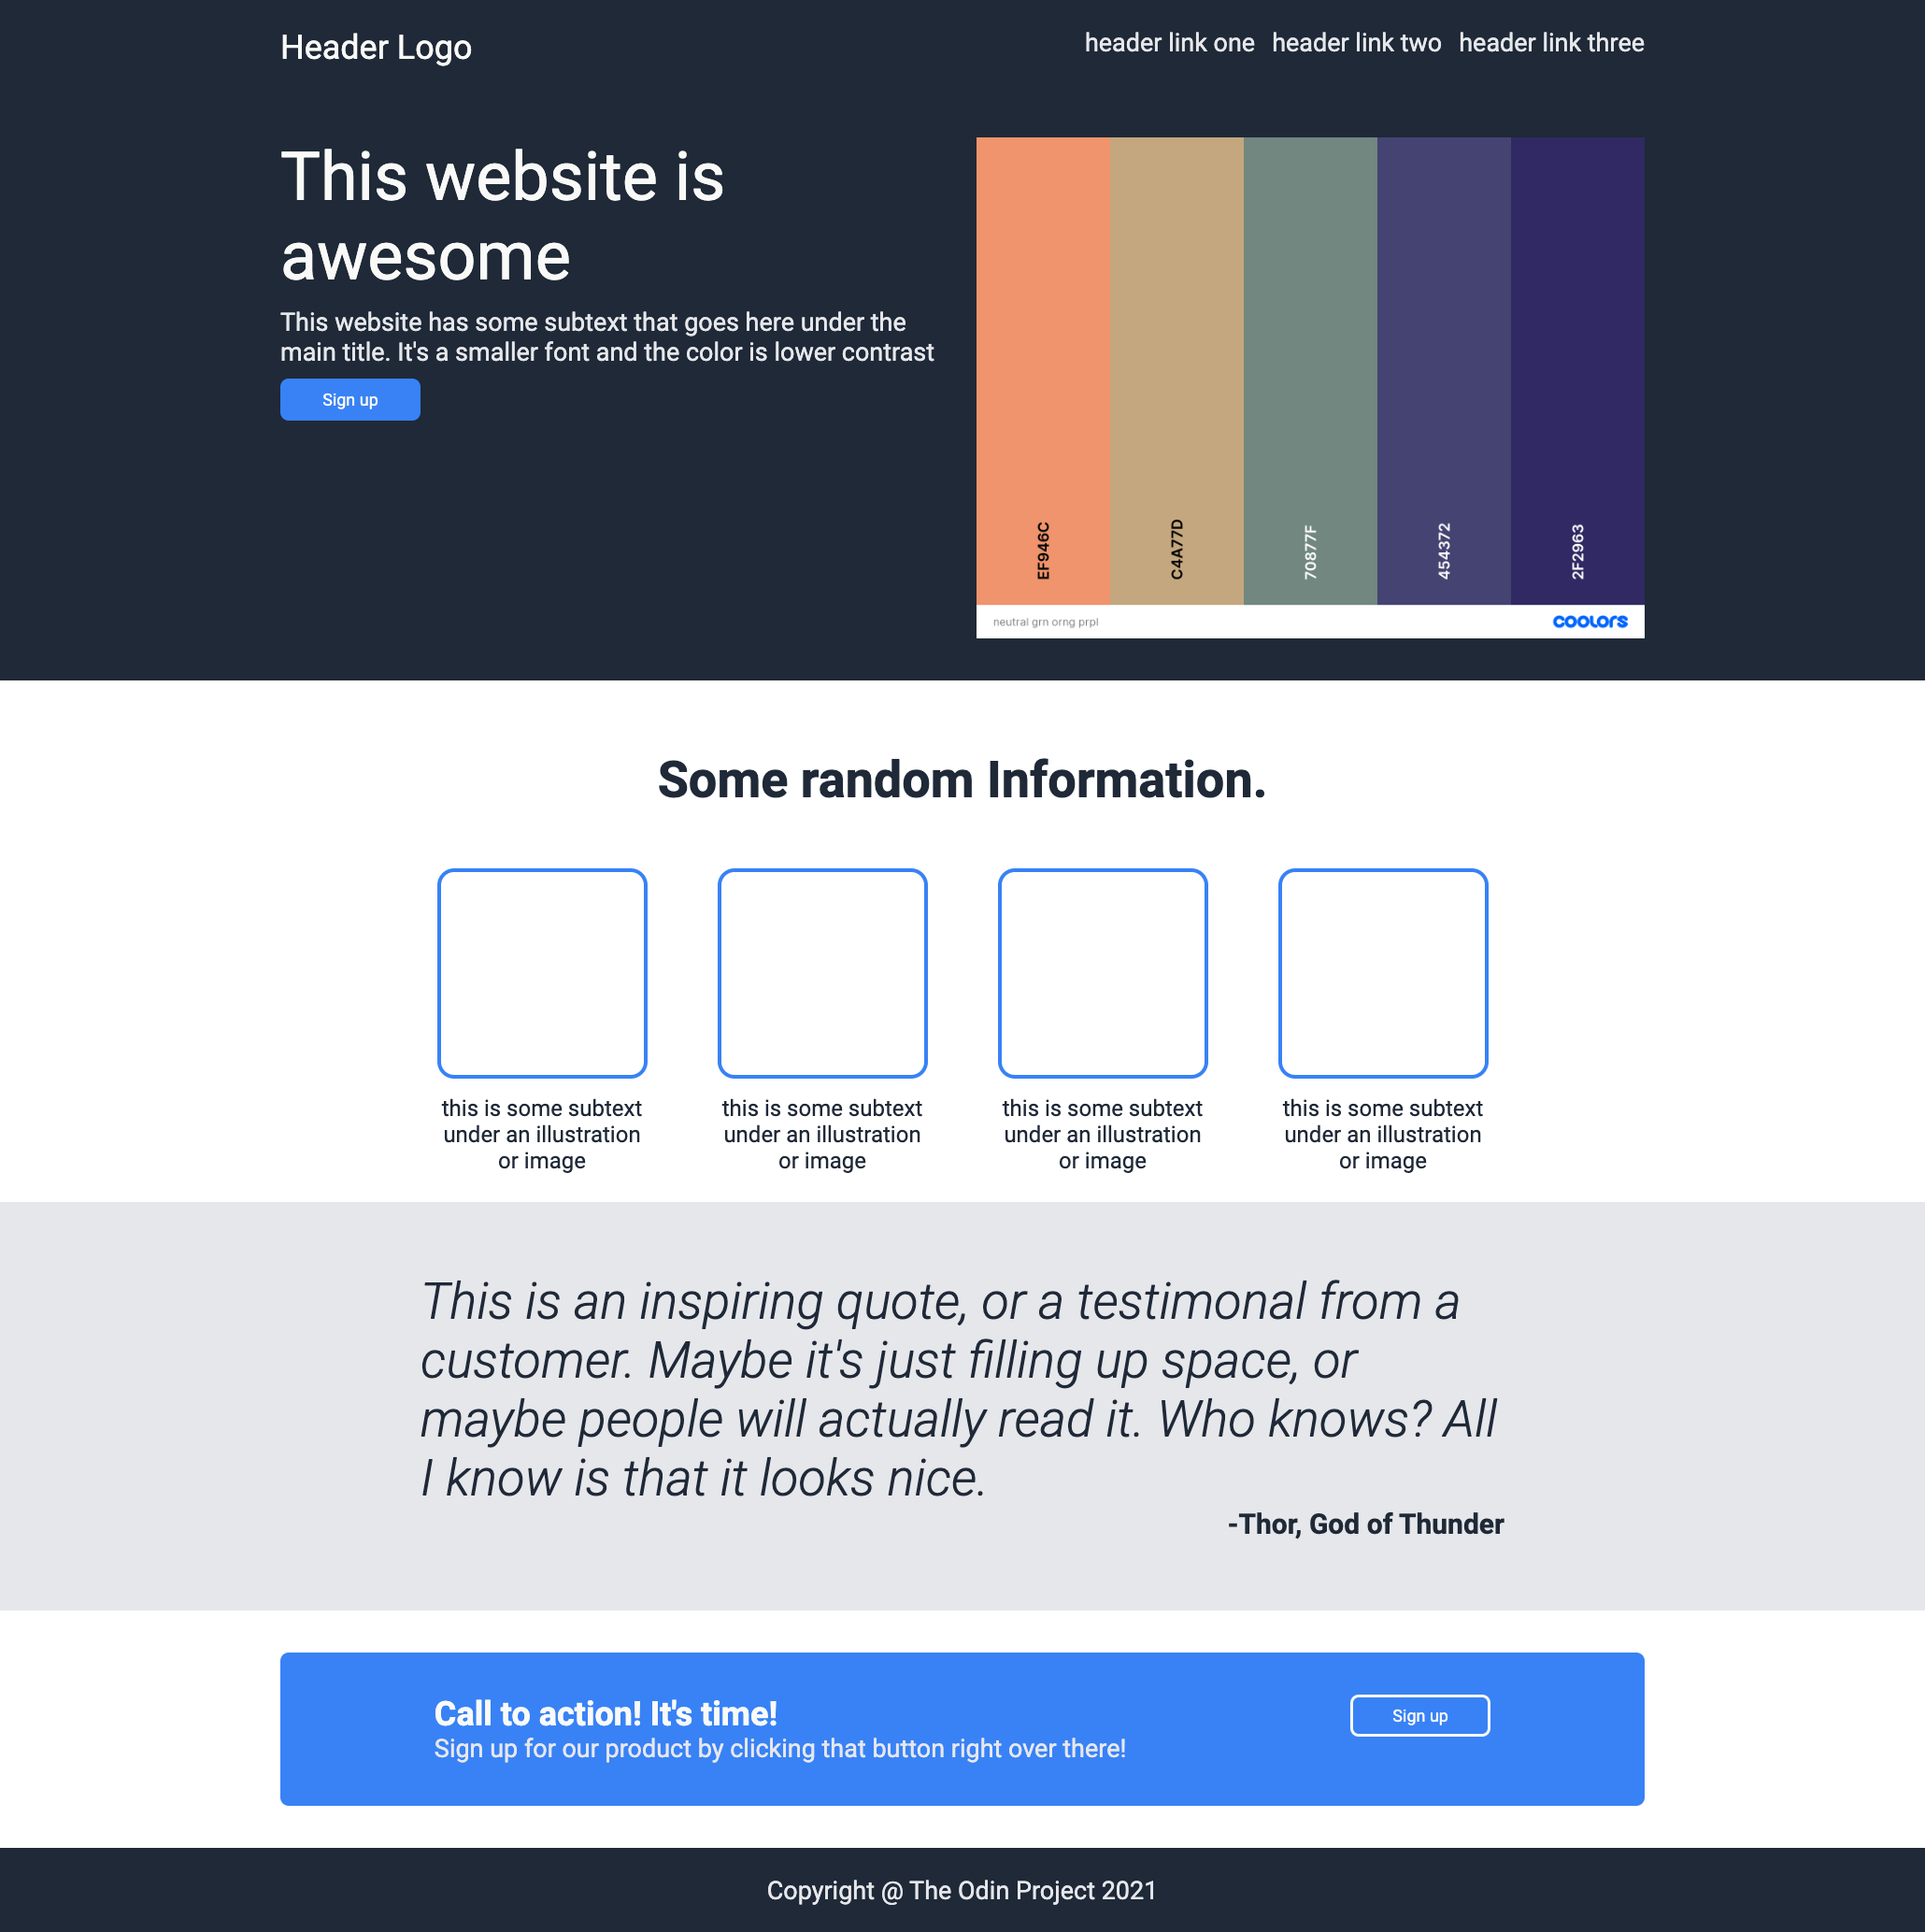 Header Logo
header link one header link two header link three
This website is
awesome
This website has some subtext that goes here under the
main title. It's a smaller font and the color is lower contrast
Sign up
EF946C
C4A77D
70877F
454372
2F2963
neutral grn orng prpl
coolors
Some random Information.
this is some subtext
under an illustration
or image
this is some subtext
under an illustration
or image
this is some subtext
under an illustration
or image
this is some subtext
under an illustration
or image
This is an inspiring quote, or a testimonal from a
customer. Maybe it's just filling up space, or
maybe people will actually read it. Who knows? All
I know is that it looks nice.
-Thor, God of Thunder
Call to action! It's time!
Sign up for our product by clicking that button right over there!
Sign up
Copyright @ The Odin Project 2021